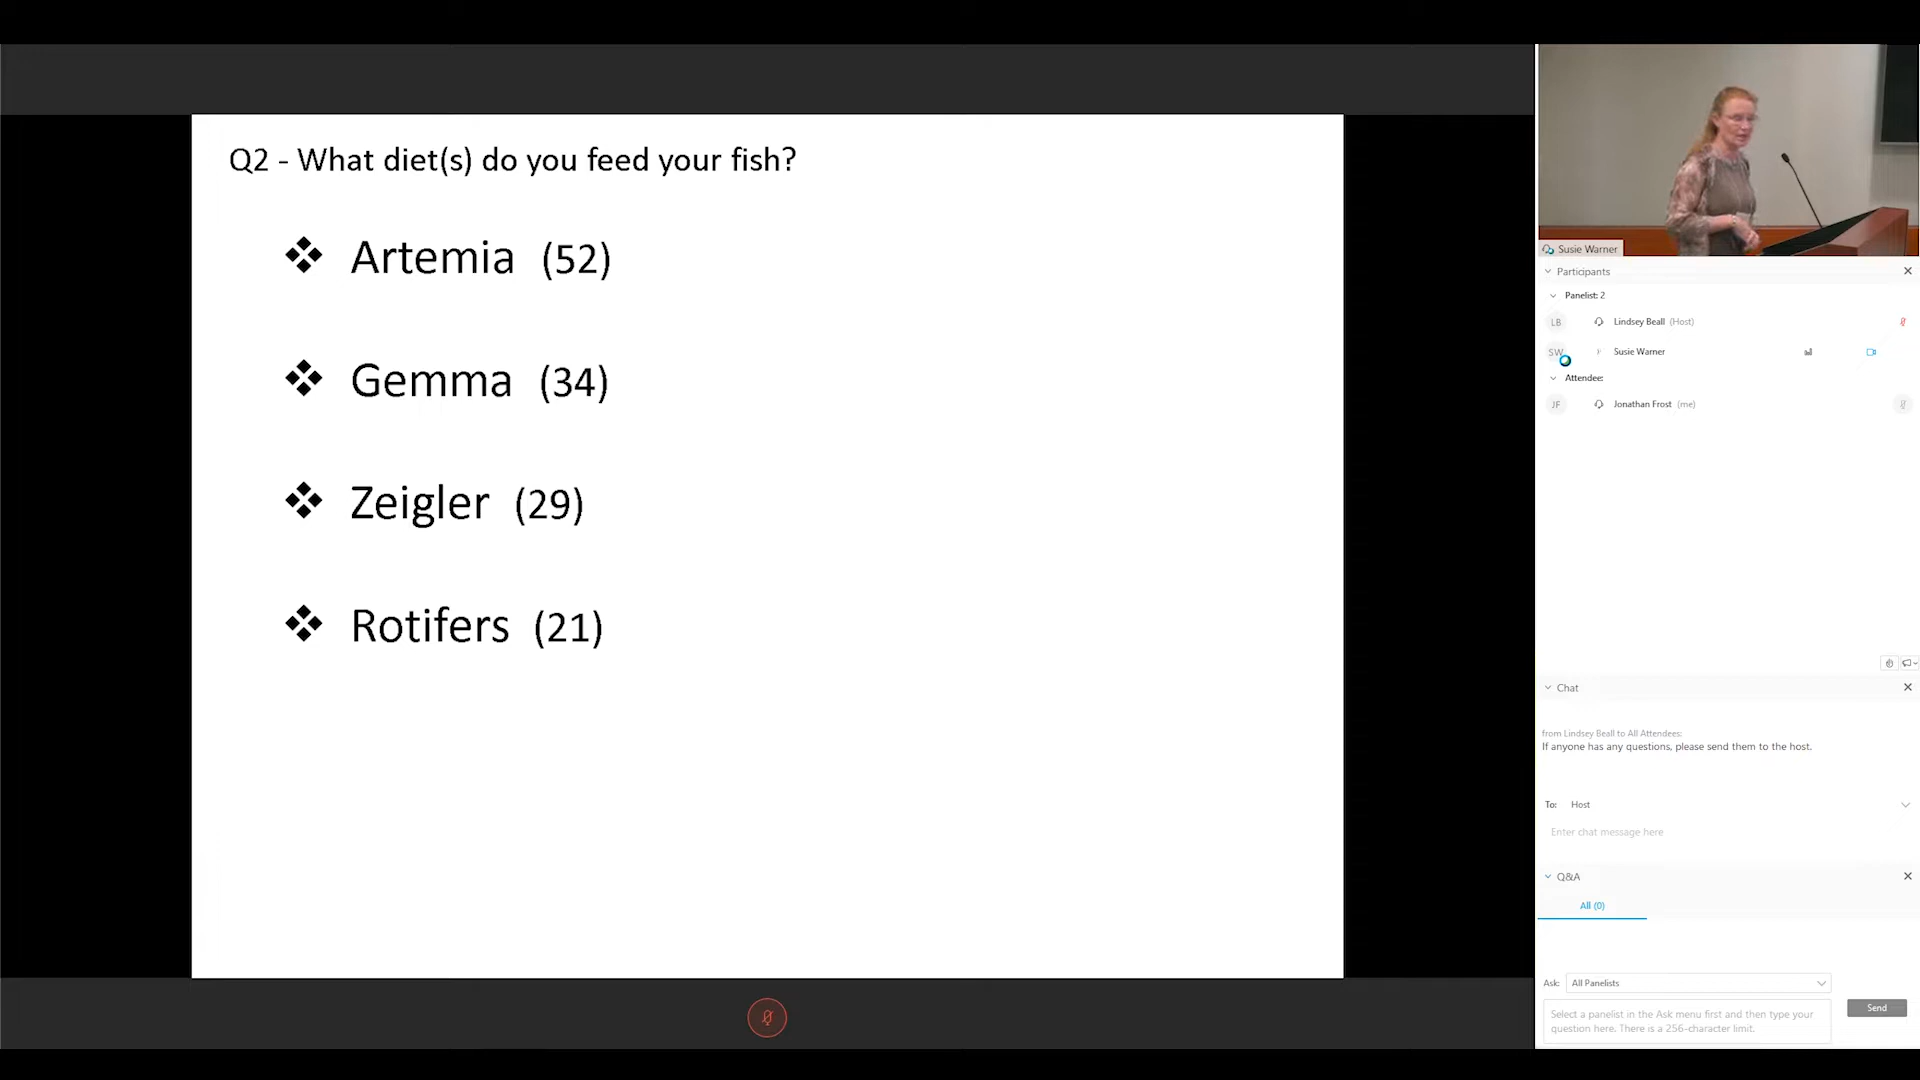 Q2 - What diet(s) do you feed your fish?
❖ Artemia (52)
❖ Gemma (34)
❖ Zeigler (29)
❖ Rotifers (21)
Susie Warner
Participants
Panelist: 2
LB Lindsey Beall (Host)
SW Susie Warner
Attendee:
JF Jonathan Frost (me)
Chat
from Lindsey Beall to All Attendees:
If anyone has any questions, please send them to the host.
To: Host
Enter chat message here
Q&A
All (0)
Ask: All Panelists
Select a panelist in the Ask menu first and then type your
question here. There is a 256-character limit.
Send